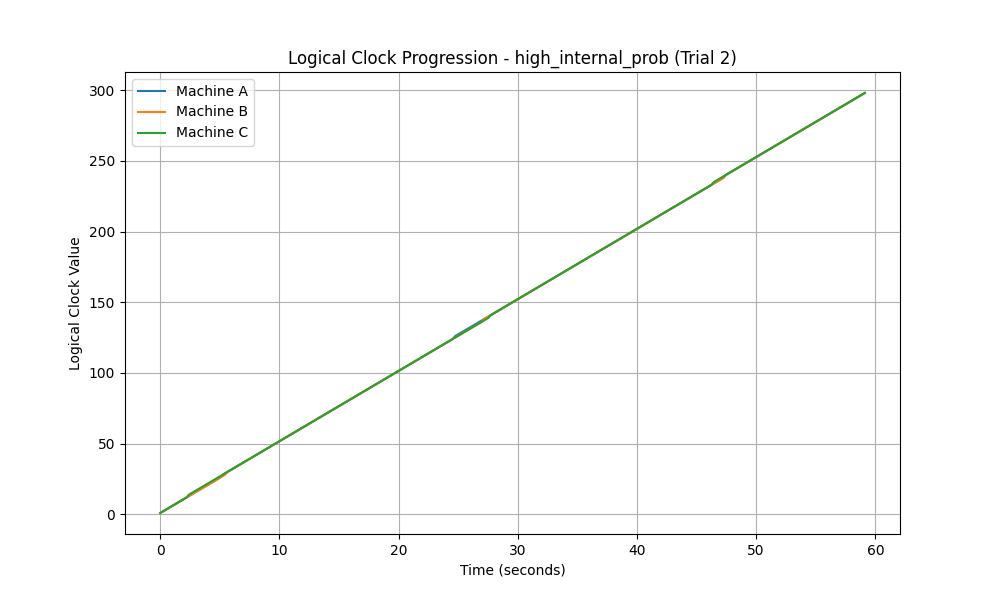 Logical Clock Progression - high_internal_prob (Trial 2)
Machine A
Machine B
Machine C
300
250
200
150
100
50
0
Logical Clock Value
0 10 20 30 40 50 60
Time (seconds)